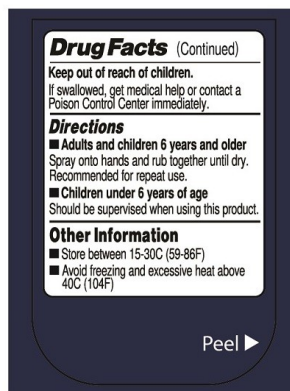 Drug Facts (Continued)
Keep out of reach of children.
If swallowed, get medical help or contact a
Poison Control Center immediately.
Directions
■ Adults and children 6 years and older
Spray onto hands and rub together until dry.
Recommended for repeat use.
■ Children under 6 years of age
Should be supervised when using this product.
Other Information
■ Store between 15-30C (59-86F)
■ Avoid freezing and excessive heat above
40C (104F)
Peel ▶